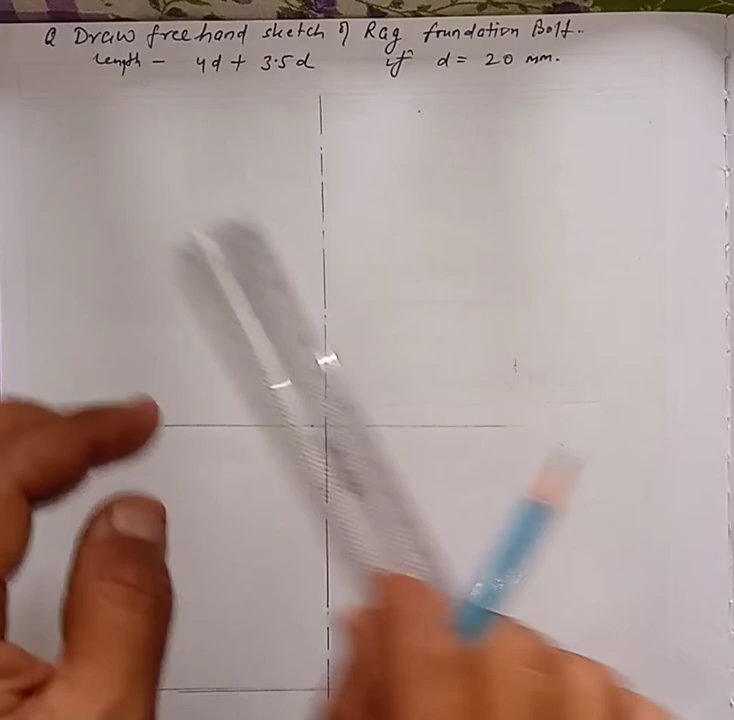 Q Draw free hand sketch of Rag foundation Bolt.
Length - 4d + 3.5d if d = 20 mm.